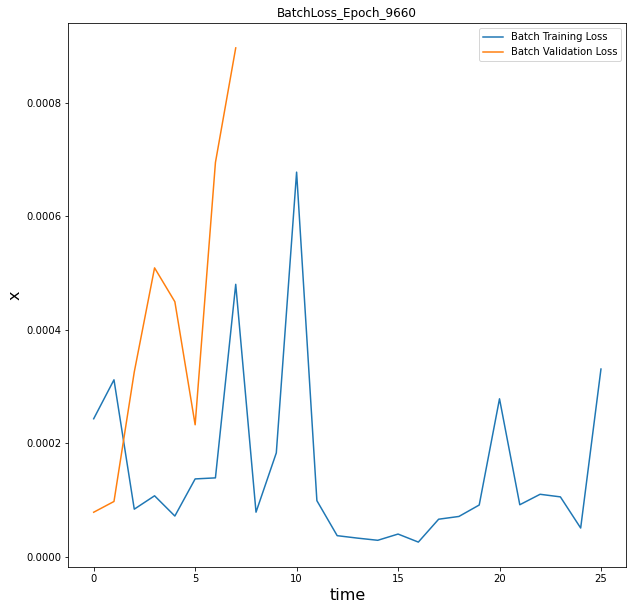 BatchLoss_Epoch_9660
Batch Training Loss
Batch Validation Loss
0.0008
0.0006
0.0004
0.0002
0.0000
x
0 5 10 15 20 25
time